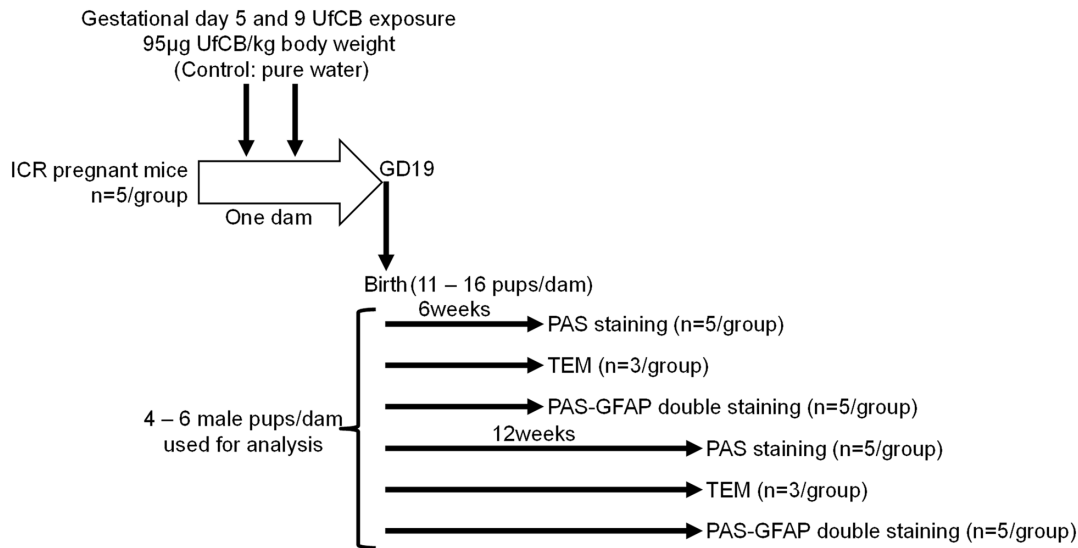 Gestational day 5 and 9 UfCB exposure
95μg UfCB/kg body weight
(Control: pure water)
ICR pregnant mice
n=5/group
GD19
One dam
Birth (11 – 16 pups/dam)
6weeks
PAS staining (n=5/group)
TEM (n=3/group)
PAS-GFAP double staining (n=5/group)
4 – 6 male pups/dam
used for analysis
12weeks
PAS staining (n=5/group)
TEM (n=3/group)
PAS-GFAP double staining (n=5/group)